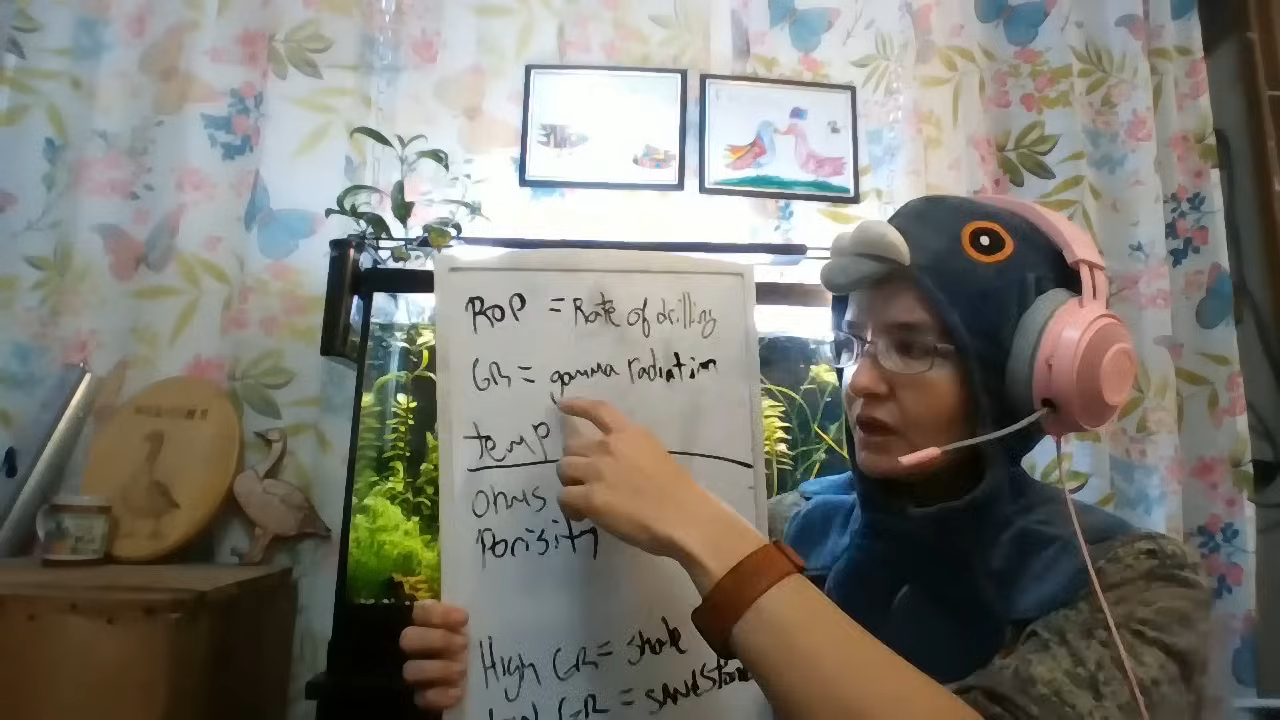 ROP = Rate of drilling
GR = gamma radiation
temp
ohms
Porisity
High GR = shale
GR = SANdStone